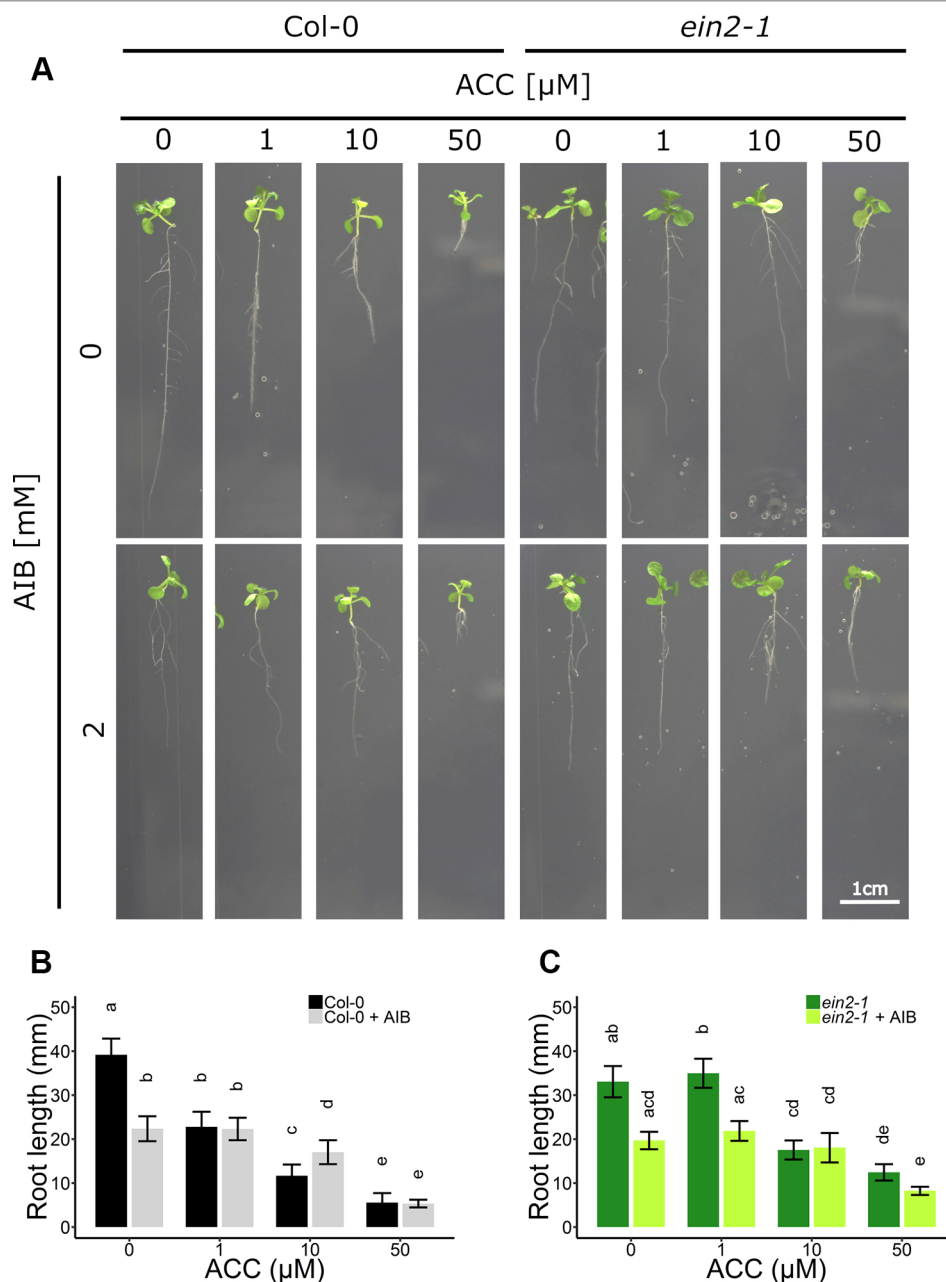 Col-0 ein2-1
A
ACC [µM]
0 1 10 50 0 1 10 50
AIB [mM]
0
2
1cm
B
Root length (mm)
50
40
30
20
10
0
a
b
b
b
c
d
e
e
Col-0
Col-0 + AIB
0 1 10 50
ACC (µM)
C
Root length (mm)
50
40
30
20
10
0
ab
acd
b
ac
cd
cd
de
e
ein2-1
ein2-1 + AIB
0 1 10 50
ACC (µM)